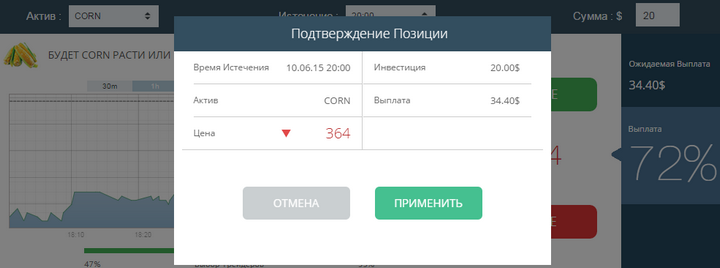 Актив : CORN Истечение : 20:00 Сумма : $ 20
Подтверждение Позиции
БУДЕТ CORN РАСТИ ИЛИ
Время Истечения 10.06.15 20:00 Инвестиция 20.00$
Ожидаемая Выплата
34.40$
30m 1h
Актив CORN Выплата 34.40$
Цена 364
Выплата
72%
ОТМЕНА ПРИМЕНИТЬ
18:10 18:20
47%